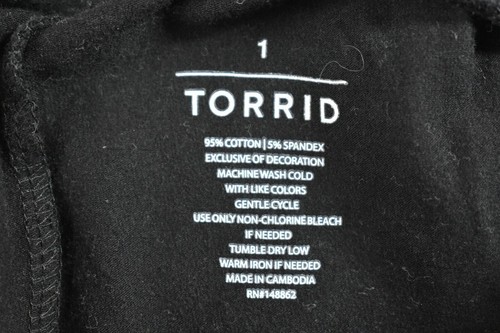 1
TORRID
95% COTTON | 5% SPANDEX
EXCLUSIVE OF DECORATION
MACHINE WASH COLD
WITH LIKE COLORS
GENTLE CYCLE
USE ONLY NON-CHLORINE BLEACH
IF NEEDED
TUMBLE DRY LOW
WARM IRON IF NEEDED
MADE IN CAMBODIA
RN#148862